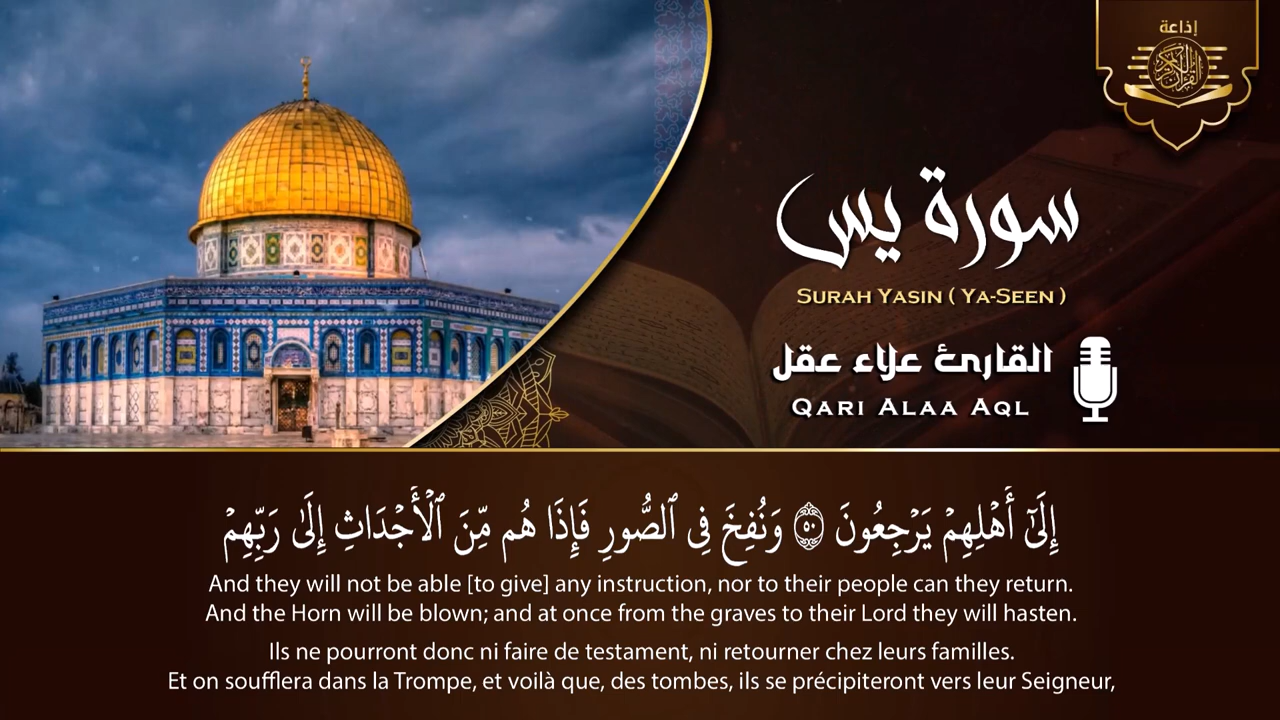 إذاعة
القرآن الكريم
سورة يس
SURAH YASIN ( YA-SEEN )
القارئ علاء عقل
QARI ALAA AQL
إِلَىٰٓ أَهۡلِهِمۡ يَرۡجِعُونَ ۝٥٠ وَنُفِخَ فِي ٱلصُّورِ فَإِذَا هُم مِّنَ ٱلۡأَجۡدَاثِ إِلَىٰ رَبِّهِمۡ
And they will not be able [to give] any instruction, nor to their people can they return.
And the Horn will be blown; and at once from the graves to their Lord they will hasten.
Ils ne pourront donc ni faire de testament, ni retourner chez leurs familles.
Et on soufflera dans la Trompe, et voilà que, des tombes, ils se précipiteront vers leur Seigneur,